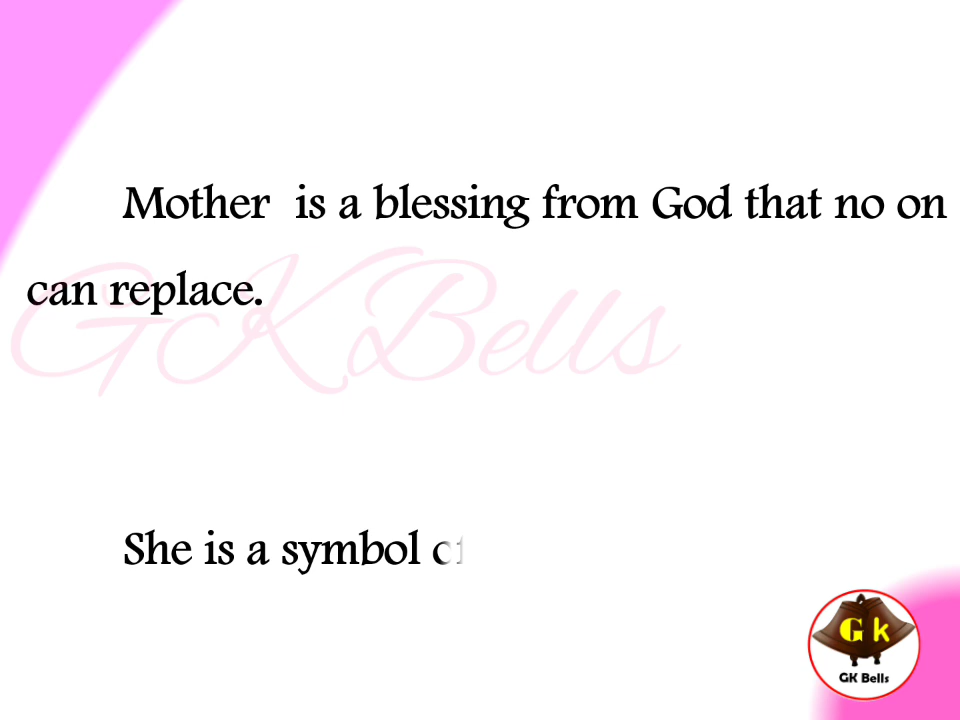 Mother is a blessing from God that no on
can replace.
GK Bells
She is a symbol of
G k
GK Bells